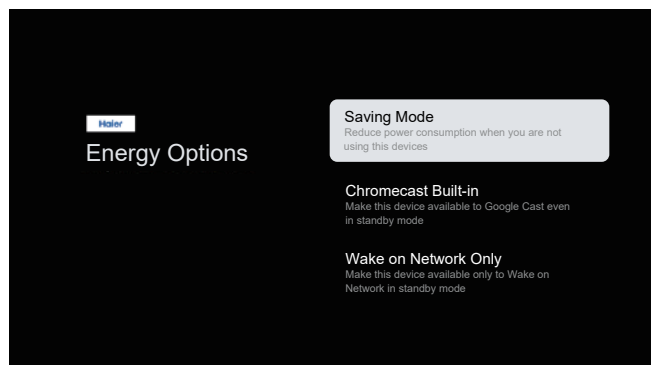 Haier
Energy Options
Saving Mode
Reduce power consumption when you are not
using this devices
Chromecast Built-in
Make this device available to Google Cast even
in standby mode
Wake on Network Only
Make this device available only to Wake on
Network in standby mode